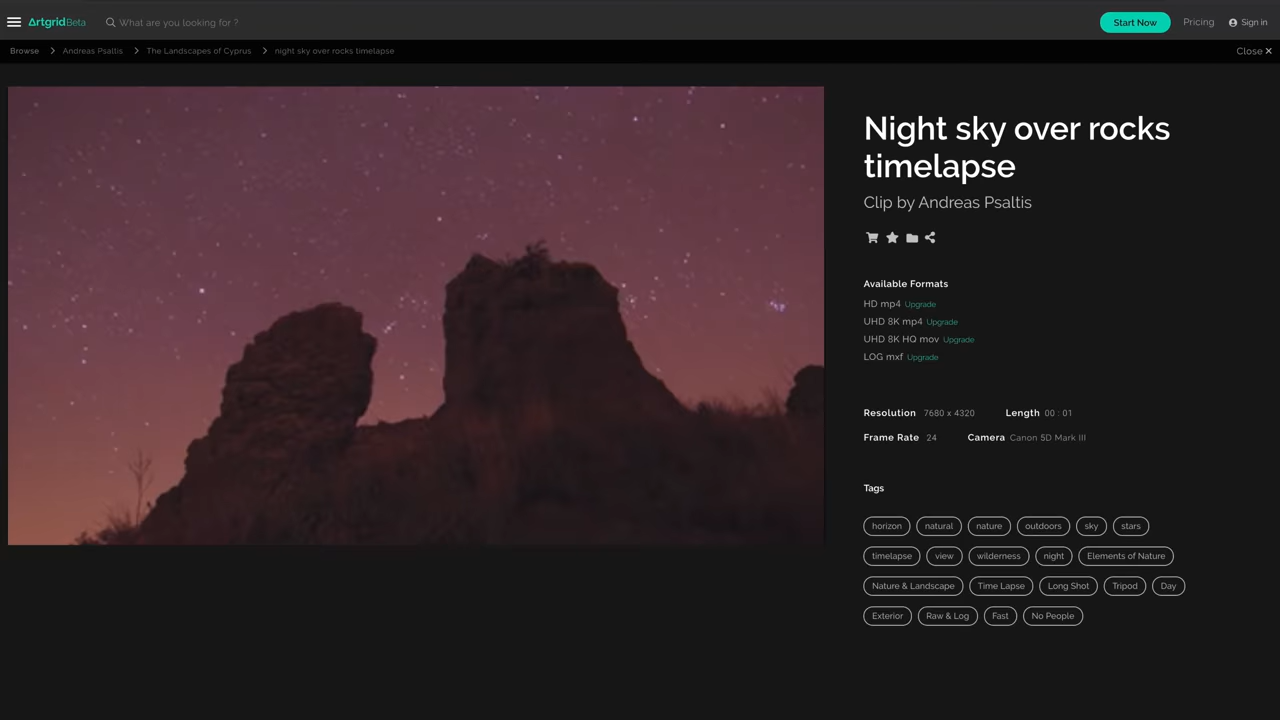 ArtgridBeta What are you looking for ? Start Now Pricing Sign in
Browse > Andreas Psaltis > The Landscapes of Cyprus > night sky over rocks timelapse Close ✕
Night sky over rocks
timelapse
Clip by Andreas Psaltis
Available Formats
HD mp4 Upgrade
UHD 8K mp4 Upgrade
UHD 8K HQ mov Upgrade
LOG mxf Upgrade
Resolution 7680 x 4320 Length 00 : 01
Frame Rate 24 Camera Canon 5D Mark III
Tags
horizon natural nature outdoors sky stars
timelapse view wilderness night Elements of Nature
Nature & Landscape Time Lapse Long Shot Tripod Day
Exterior Raw & Log Fast No People